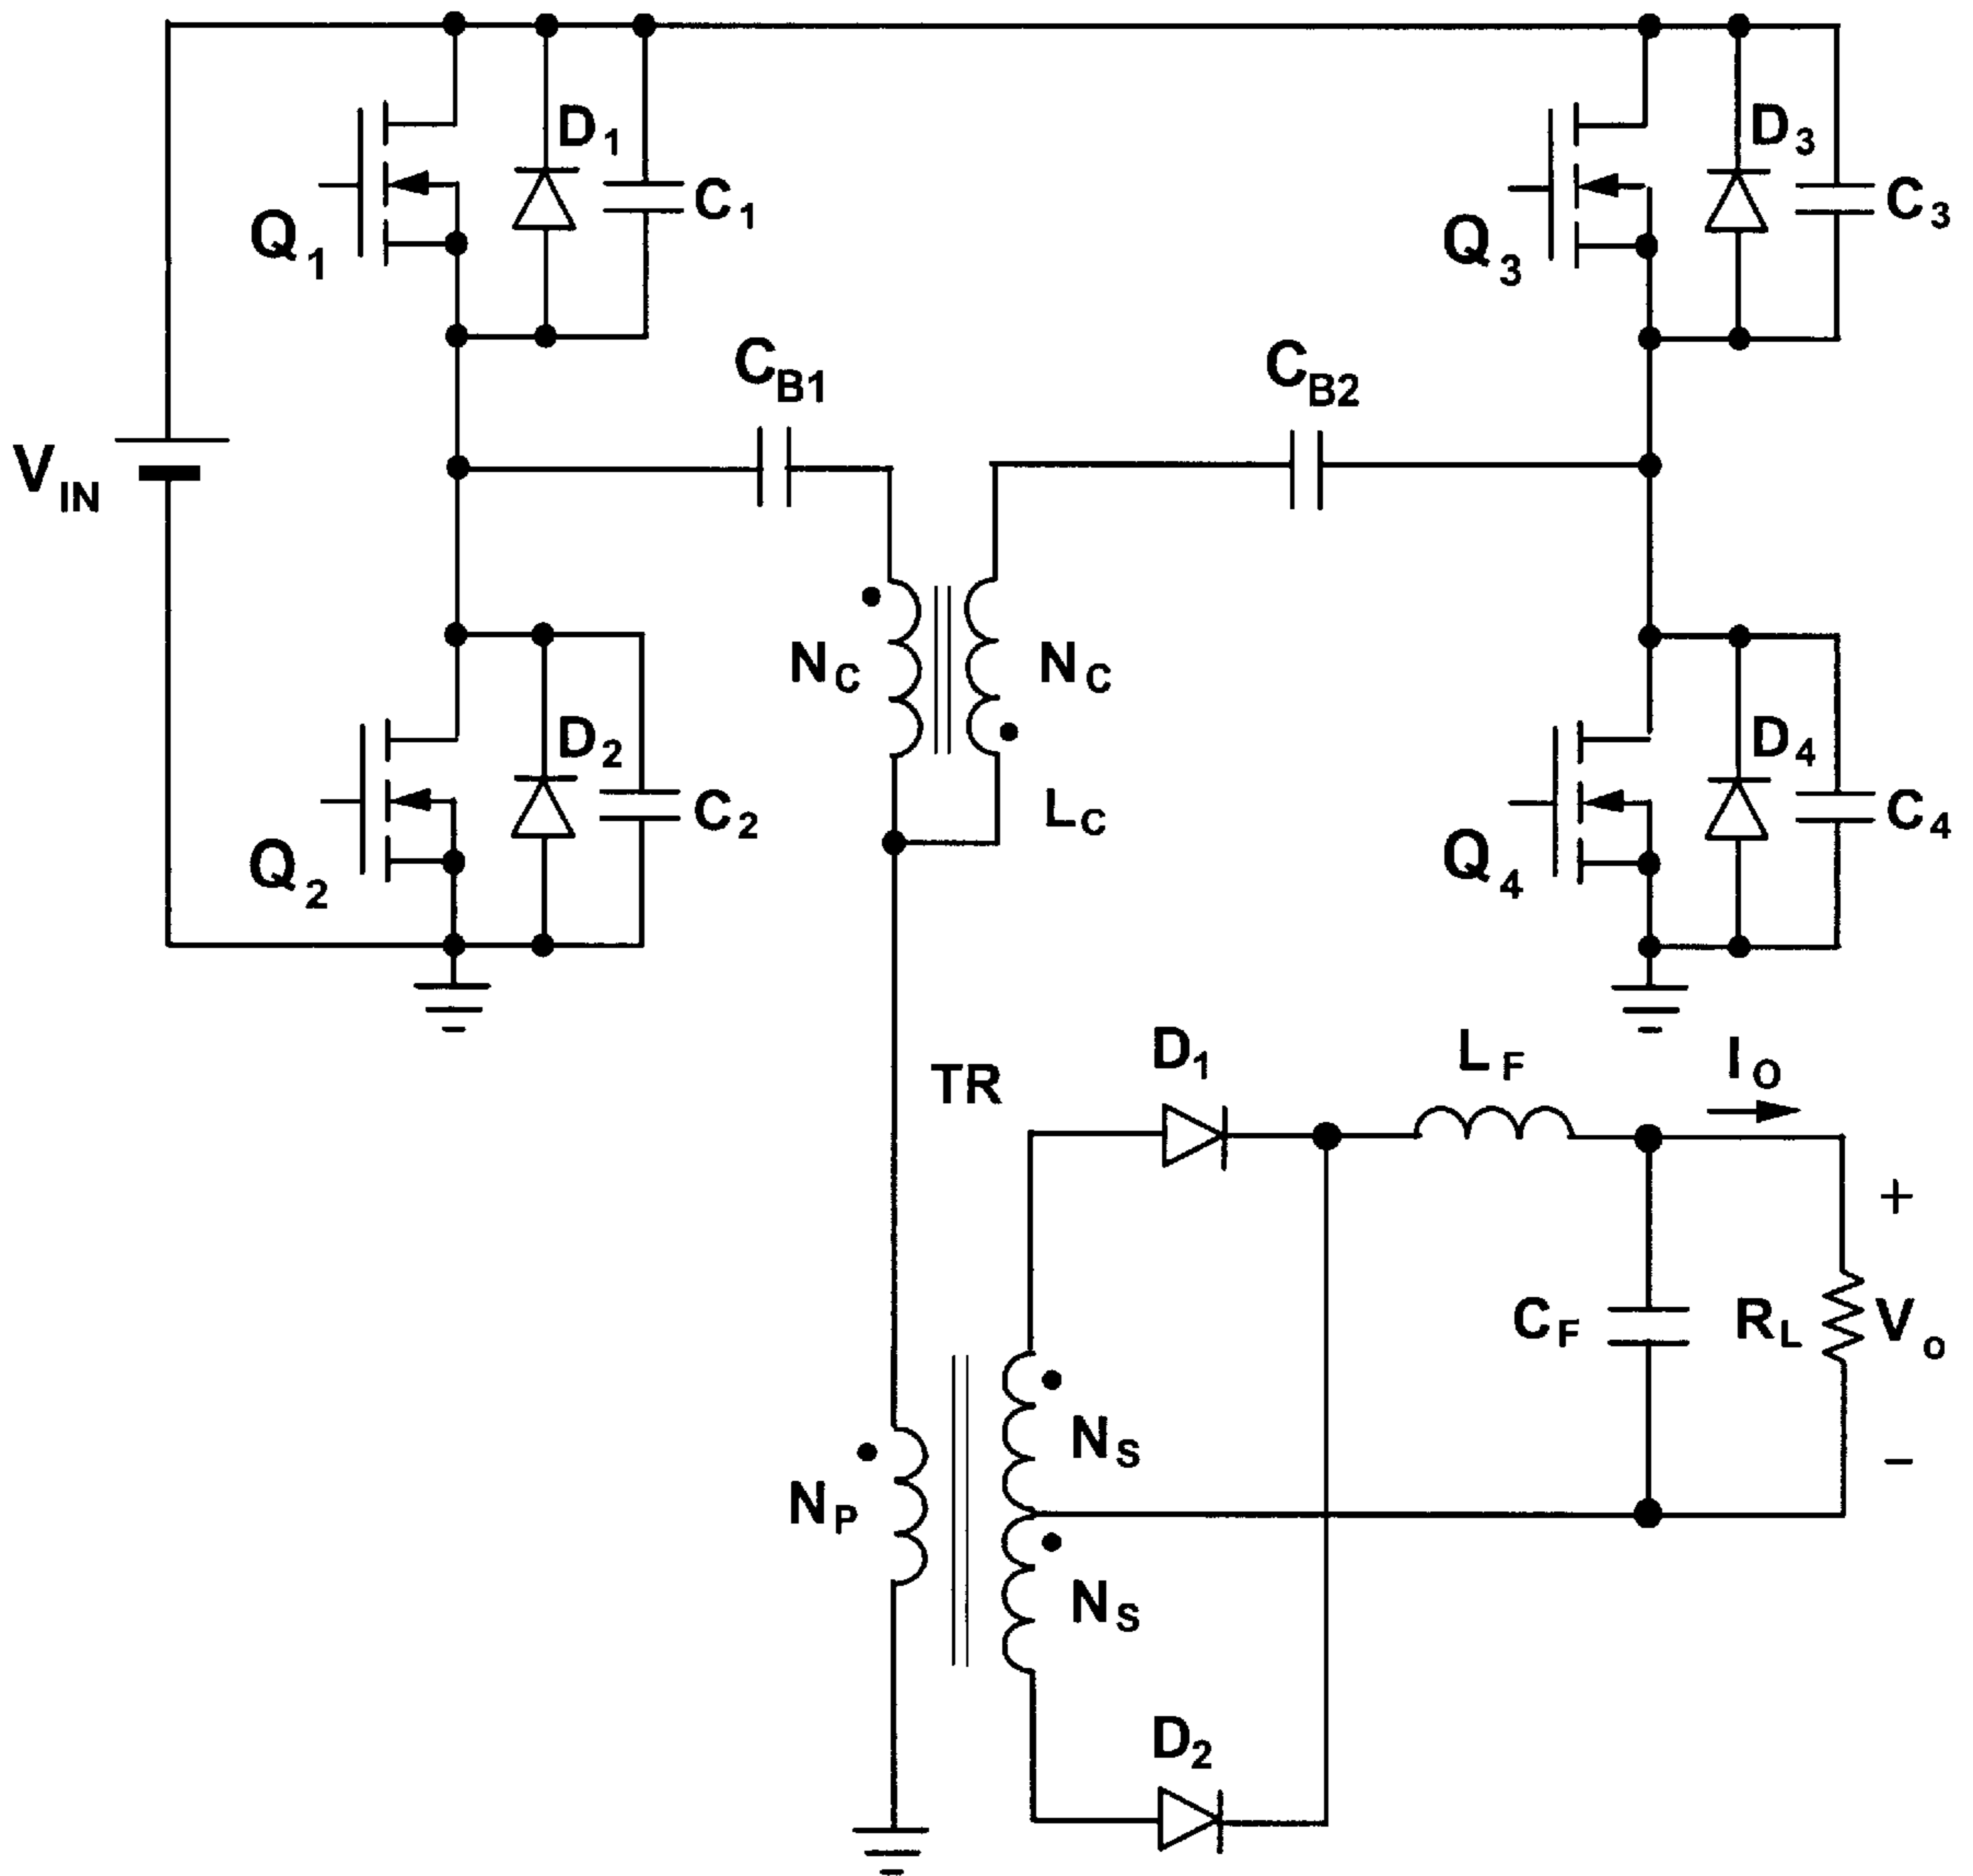 D1
C1
Q1
D3
C3
Q3
CB1
CB2
VIN
NC
NC
LC
D2
C2
Q2
D4
C4
Q4
TR
D1
LF
IO
+
CF
RL
Vo
−
NS
NP
NS
D2